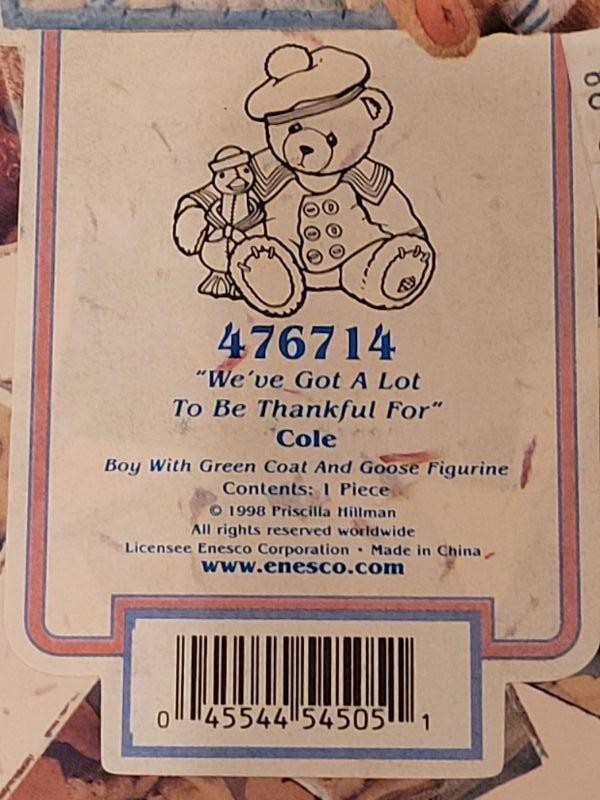 476714
"We've Got A Lot
To Be Thankful For"
Cole
Boy With Green Coat And Goose Figurine
Contents: 1 Piece
© 1998 Priscilla Hillman
All rights reserved worldwide
Licensee Enesco Corporation • Made in China
www.enesco.com
0 45544 54505 1